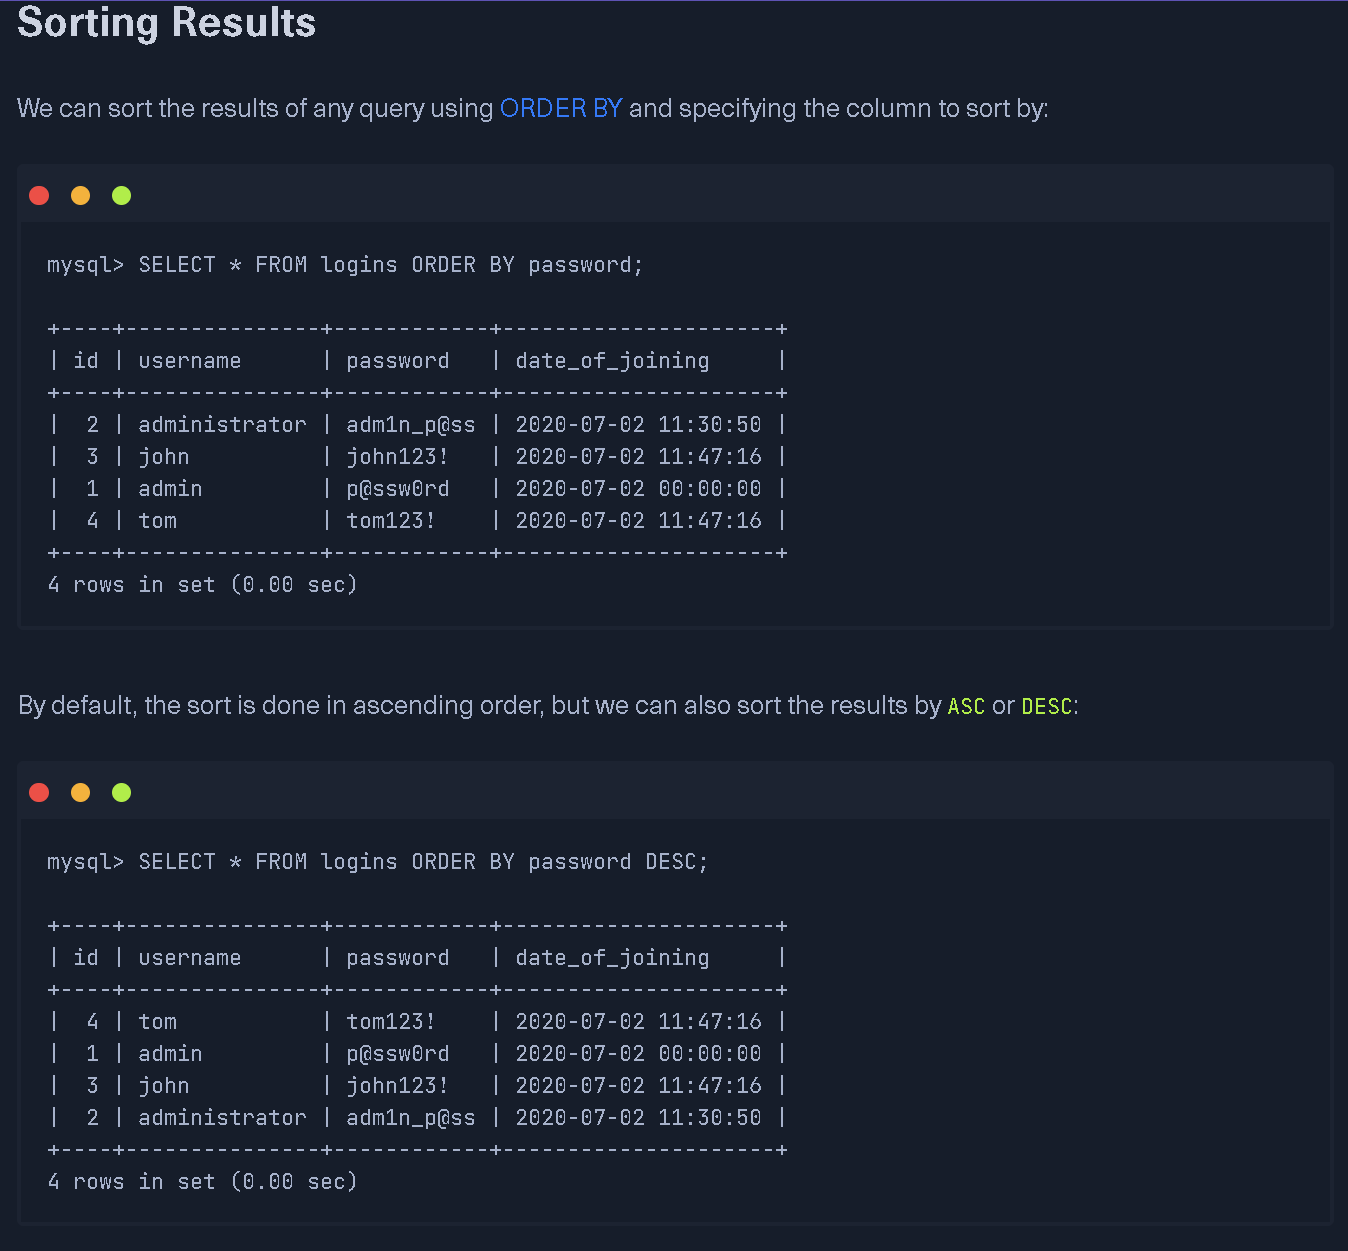 Sorting Results
We can sort the results of any query using ORDER BY and specifying the column to sort by:
mysql> SELECT * FROM logins ORDER BY password;
+----+---------------+------------+---------------------+
| id | username      | password   | date_of_joining     |
+----+---------------+------------+---------------------+
|  2 | administrator | adm1n_p@ss | 2020-07-02 11:30:50 |
|  3 | john          | john123!   | 2020-07-02 11:47:16 |
|  1 | admin         | p@ssw0rd   | 2020-07-02 00:00:00 |
|  4 | tom           | tom123!    | 2020-07-02 11:47:16 |
+----+---------------+------------+---------------------+
4 rows in set (0.00 sec)
By default, the sort is done in ascending order, but we can also sort the results by ASC or DESC:
mysql> SELECT * FROM logins ORDER BY password DESC;
+----+---------------+------------+---------------------+
| id | username      | password   | date_of_joining     |
+----+---------------+------------+---------------------+
|  4 | tom           | tom123!    | 2020-07-02 11:47:16 |
|  1 | admin         | p@ssw0rd   | 2020-07-02 00:00:00 |
|  3 | john          | john123!   | 2020-07-02 11:47:16 |
|  2 | administrator | adm1n_p@ss | 2020-07-02 11:30:50 |
+----+---------------+------------+---------------------+
4 rows in set (0.00 sec)